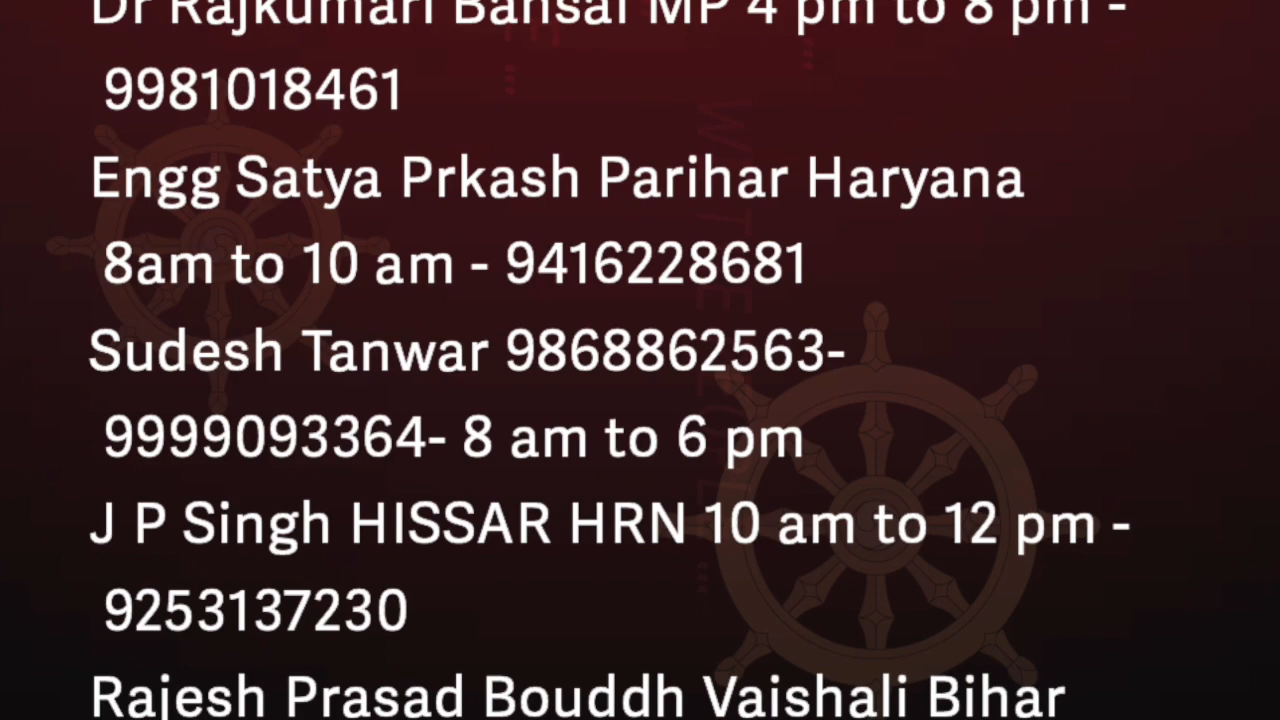 Dr Rajkumari Bansal MP 4 pm to 8 pm -
9981018461
Engg Satya Prkash Parihar Haryana
8am to 10 am - 9416228681
Sudesh Tanwar 9868862563-
9999093364- 8 am to 6 pm
J P Singh HISSAR HRN 10 am to 12 pm -
9253137230
Rajesh Prasad Bouddh Vaishali Bihar